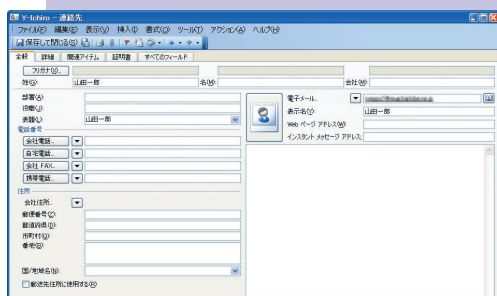 Y-Ichiro - 連絡先
ファイル(F) 編集(E) 表示(V) 挿入(I) 書式(O) ツール(T) アクション(A) ヘルプ(H)
保存して閉じる(S)
全般 詳細 関連アイテム 証明書 すべてのフィールド
フリガナ(U)..
姓(G): 山田一郎 名(M): 会社(W):
部署(A):
役職(J):
表題(L): 山田一郎
電話番号
会社電話..
自宅電話..
会社 FAX..
携帯電話..
住所
会社住所..
郵便番号(Z):
都道府県(D):
市町村(Q):
番地(B):
国/地域名(N):
郵送先住所に使用する(R)
電子メール..
表示名(Y): 山田一郎
Web ページ アドレス(W):
インスタント メッセージ アドレス: